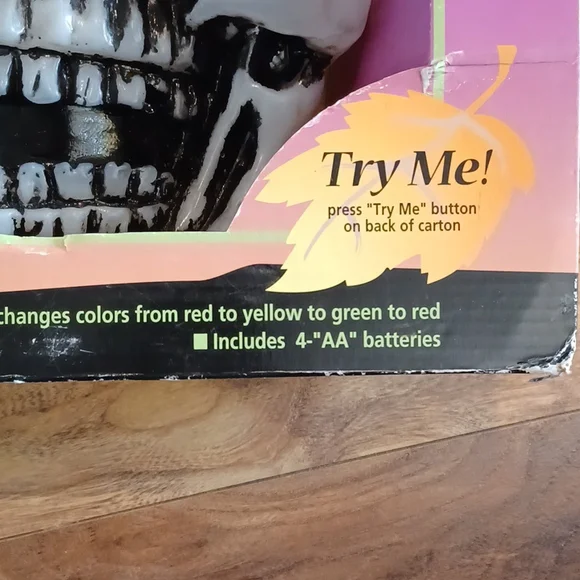 Try Me!
press "Try Me" button
on back of carton
changes colors from red to yellow to green to red
■ Includes 4-"AA" batteries